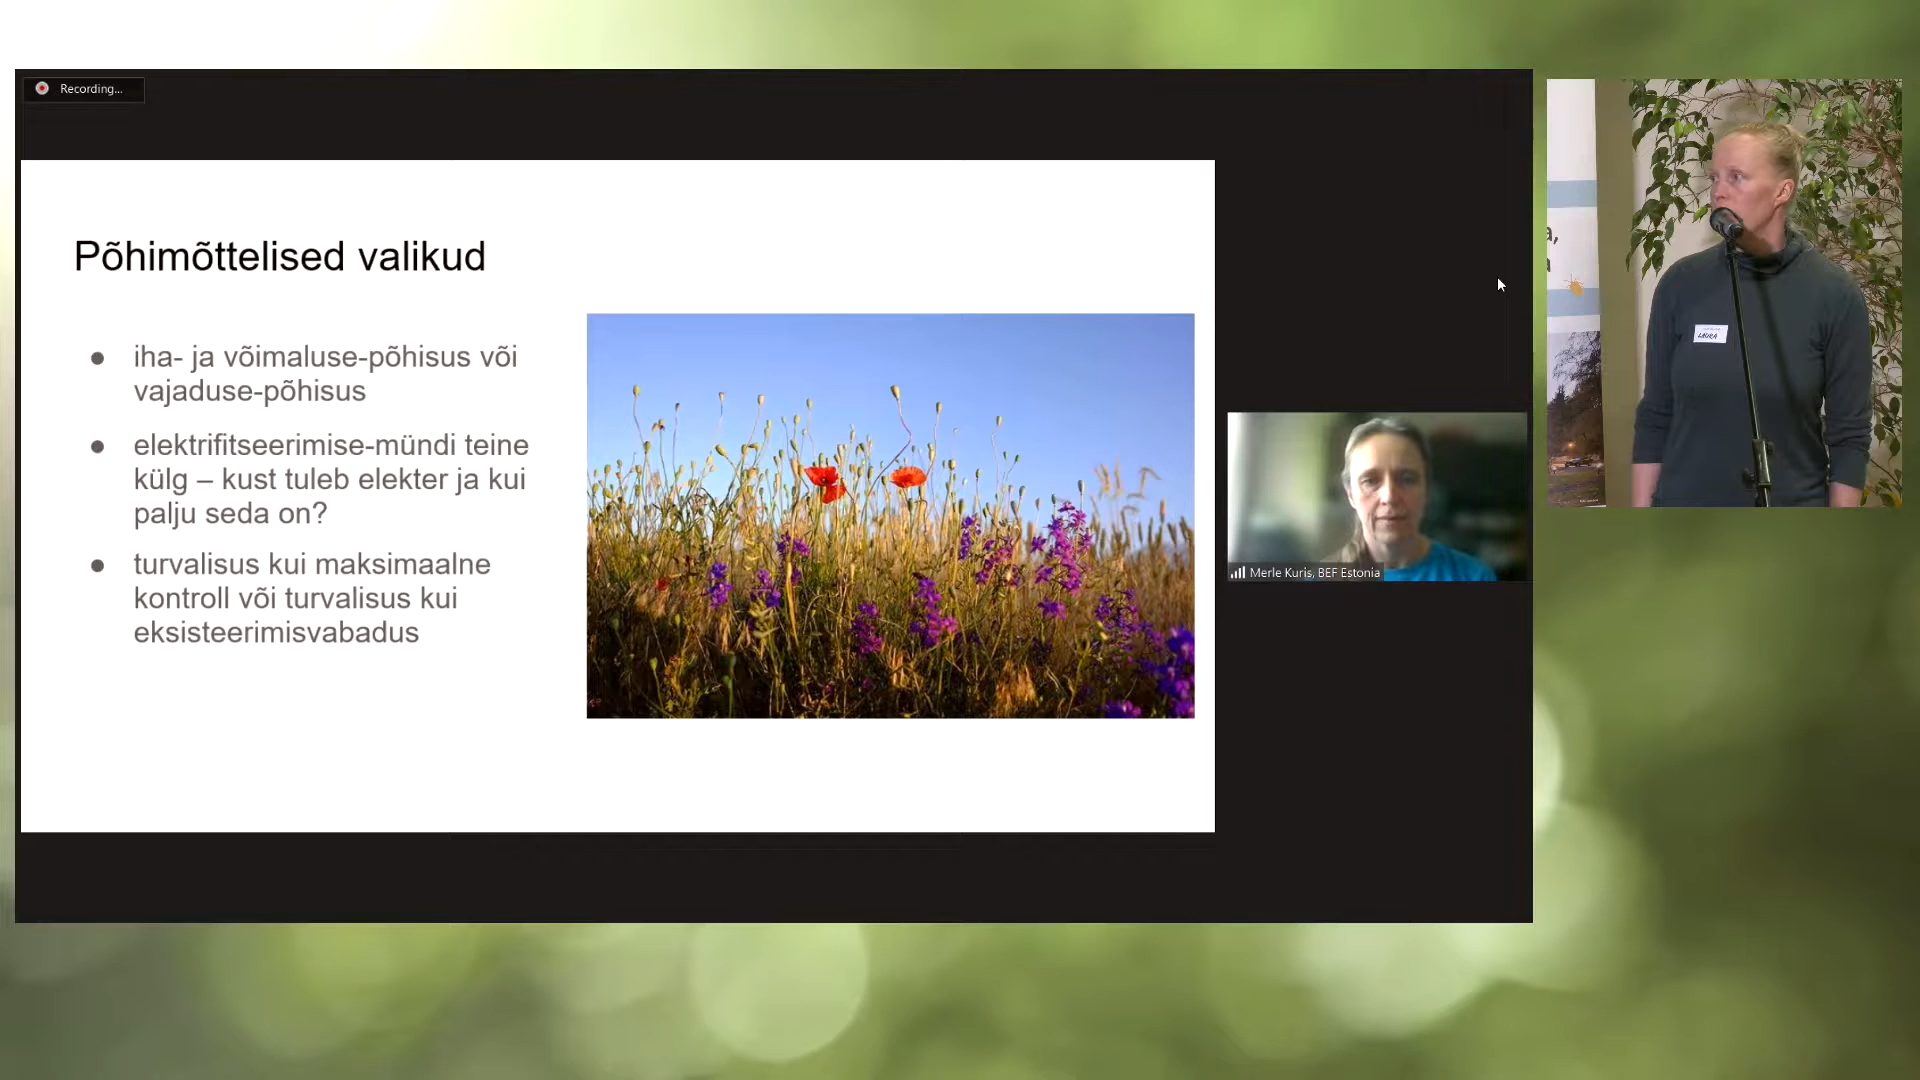 Recording...
Põhimõttelised valikud
● iha- ja võimaluse-põhisus või
vajaduse-põhisus
● elektrifitseerimise-mündi teine
külg – kust tuleb elekter ja kui
palju seda on?
● turvalisus kui maksimaalne
kontroll või turvalisus kui
eksisteerimisvabadus
Merle Kuris, BEF Estonia
LAURA